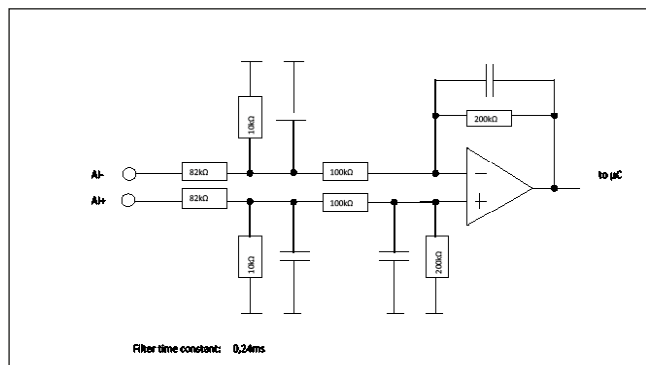 10kΩ
200kΩ
AI-
82kΩ
100kΩ
to µC
AI+
82kΩ
100kΩ
10kΩ
200kΩ
Filter time constant: 0,24ms